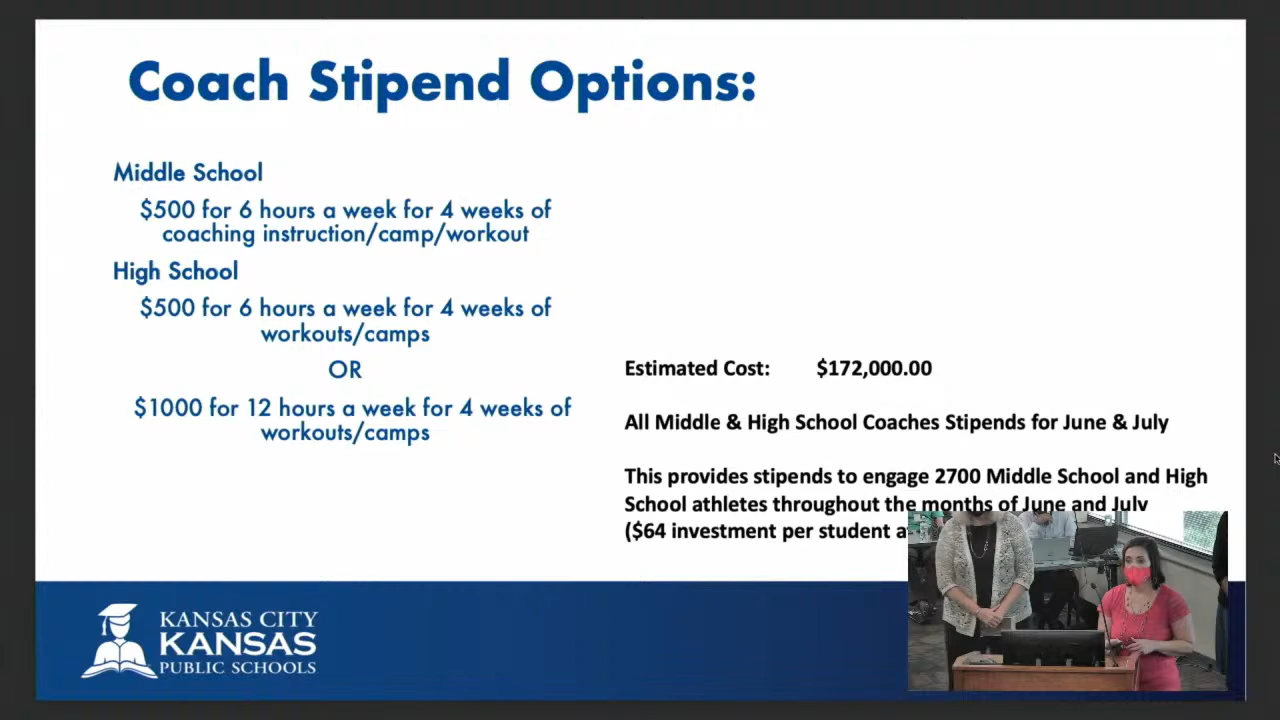 Coach Stipend Options:
Middle School
$500 for 6 hours a week for 4 weeks of
coaching instruction/camp/workout
High School
$500 for 6 hours a week for 4 weeks of
workouts/camps
OR
$1000 for 12 hours a week for 4 weeks of
workouts/camps
Estimated Cost: $172,000.00
All Middle & High School Coaches Stipends for June & July
This provides stipends to engage 2700 Middle School and High
School athletes throughout the months of June and July
($64 investment per student
KANSAS CITY
KANSAS
PUBLIC SCHOOLS